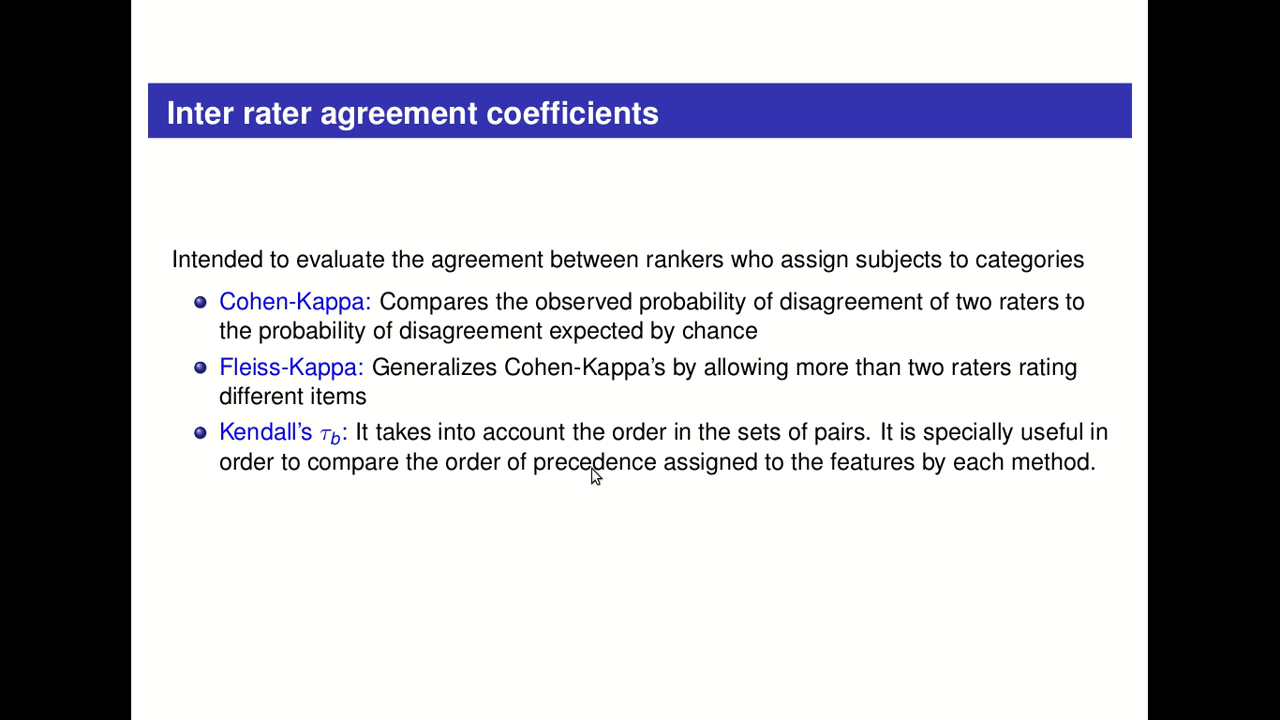 Inter rater agreement coefficients
Intended to evaluate the agreement between rankers who assign subjects to categories
Cohen-Kappa: Compares the observed probability of disagreement of two raters to
the probability of disagreement expected by chance
Fleiss-Kappa: Generalizes Cohen-Kappa's by allowing more than two raters rating
different items
Kendall's τb: It takes into account the order in the sets of pairs. It is specially useful in
order to compare the order of precedence assigned to the features by each method.